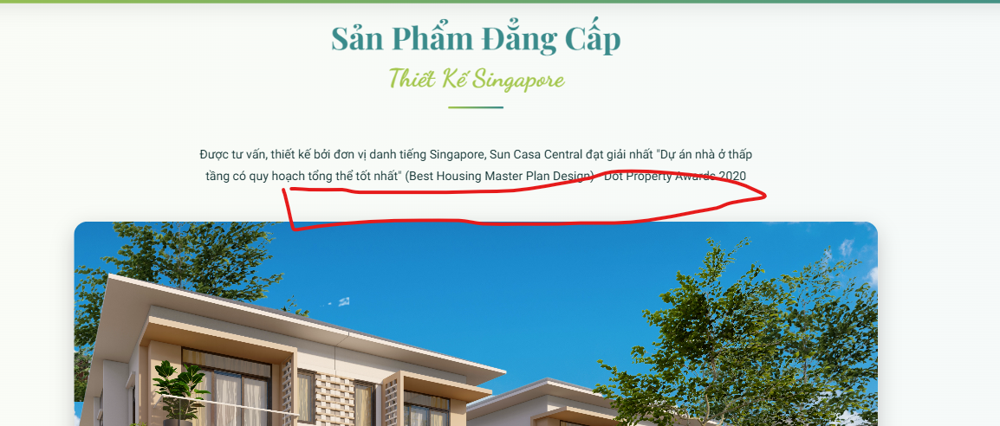 Sản Phẩm Đẳng Cấp
Thiết Kế Singapore
Được tư vấn, thiết kế bởi đơn vị danh tiếng Singapore, Sun Casa Central đạt giải nhất "Dự án nhà ở thấp
tầng có quy hoạch tổng thể tốt nhất" (Best Housing Master Plan Design) - Dot Property Awards 2020